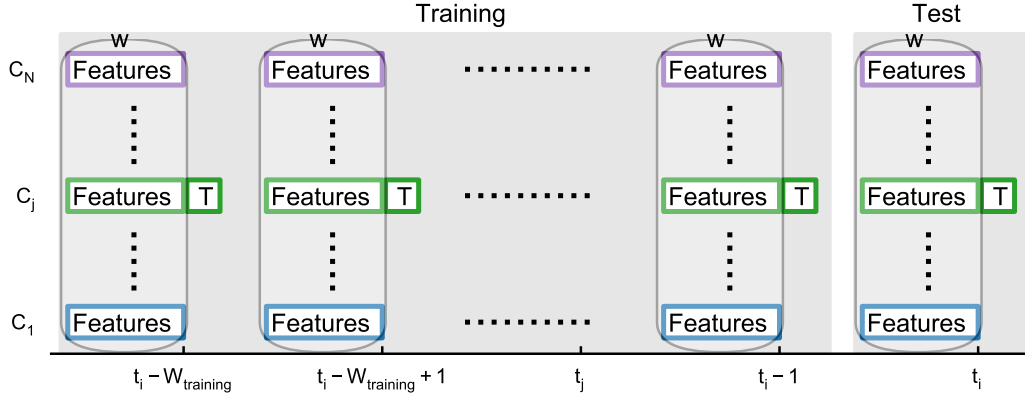 Training Test
w w w w
C_N Features Features Features Features
C_j Features T Features T Features T Features T
C_1 Features Features Features Features
t_i − W_training t_i − W_training + 1 t_j t_i − 1 t_i